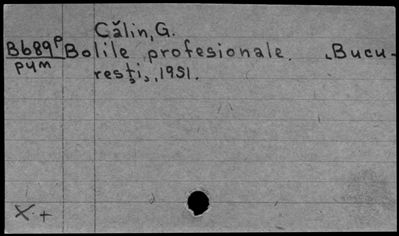 Călin, G.
B689p Bolile profesionale. , Bucu-
рум rești, , 1951.
X +